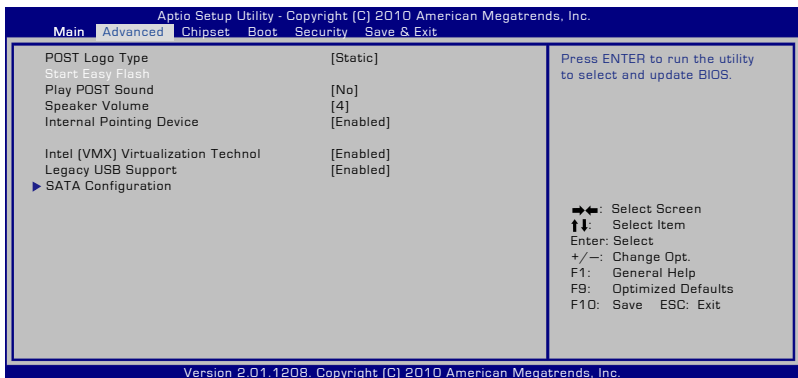 Aptio Setup Utility - Copyright (C) 2010 American Megatrends, Inc.
Main Advanced Chipset Boot Security Save & Exit
POST Logo Type [Static]
Start Easy Flash
Play POST Sound [No]
Speaker Volume [4]
Internal Pointing Device [Enabled]
Intel (VMX) Virtualization Technol [Enabled]
Legacy USB Support [Enabled]
SATA Configuration
Press ENTER to run the utility
to select and update BIOS.
→←: Select Screen
↑↓: Select Item
Enter: Select
+/—: Change Opt.
F1: General Help
F9: Optimized Defaults
F10: Save ESC: Exit
Version 2.01.1208. Copyright (C) 2010 American Megatrends, Inc.